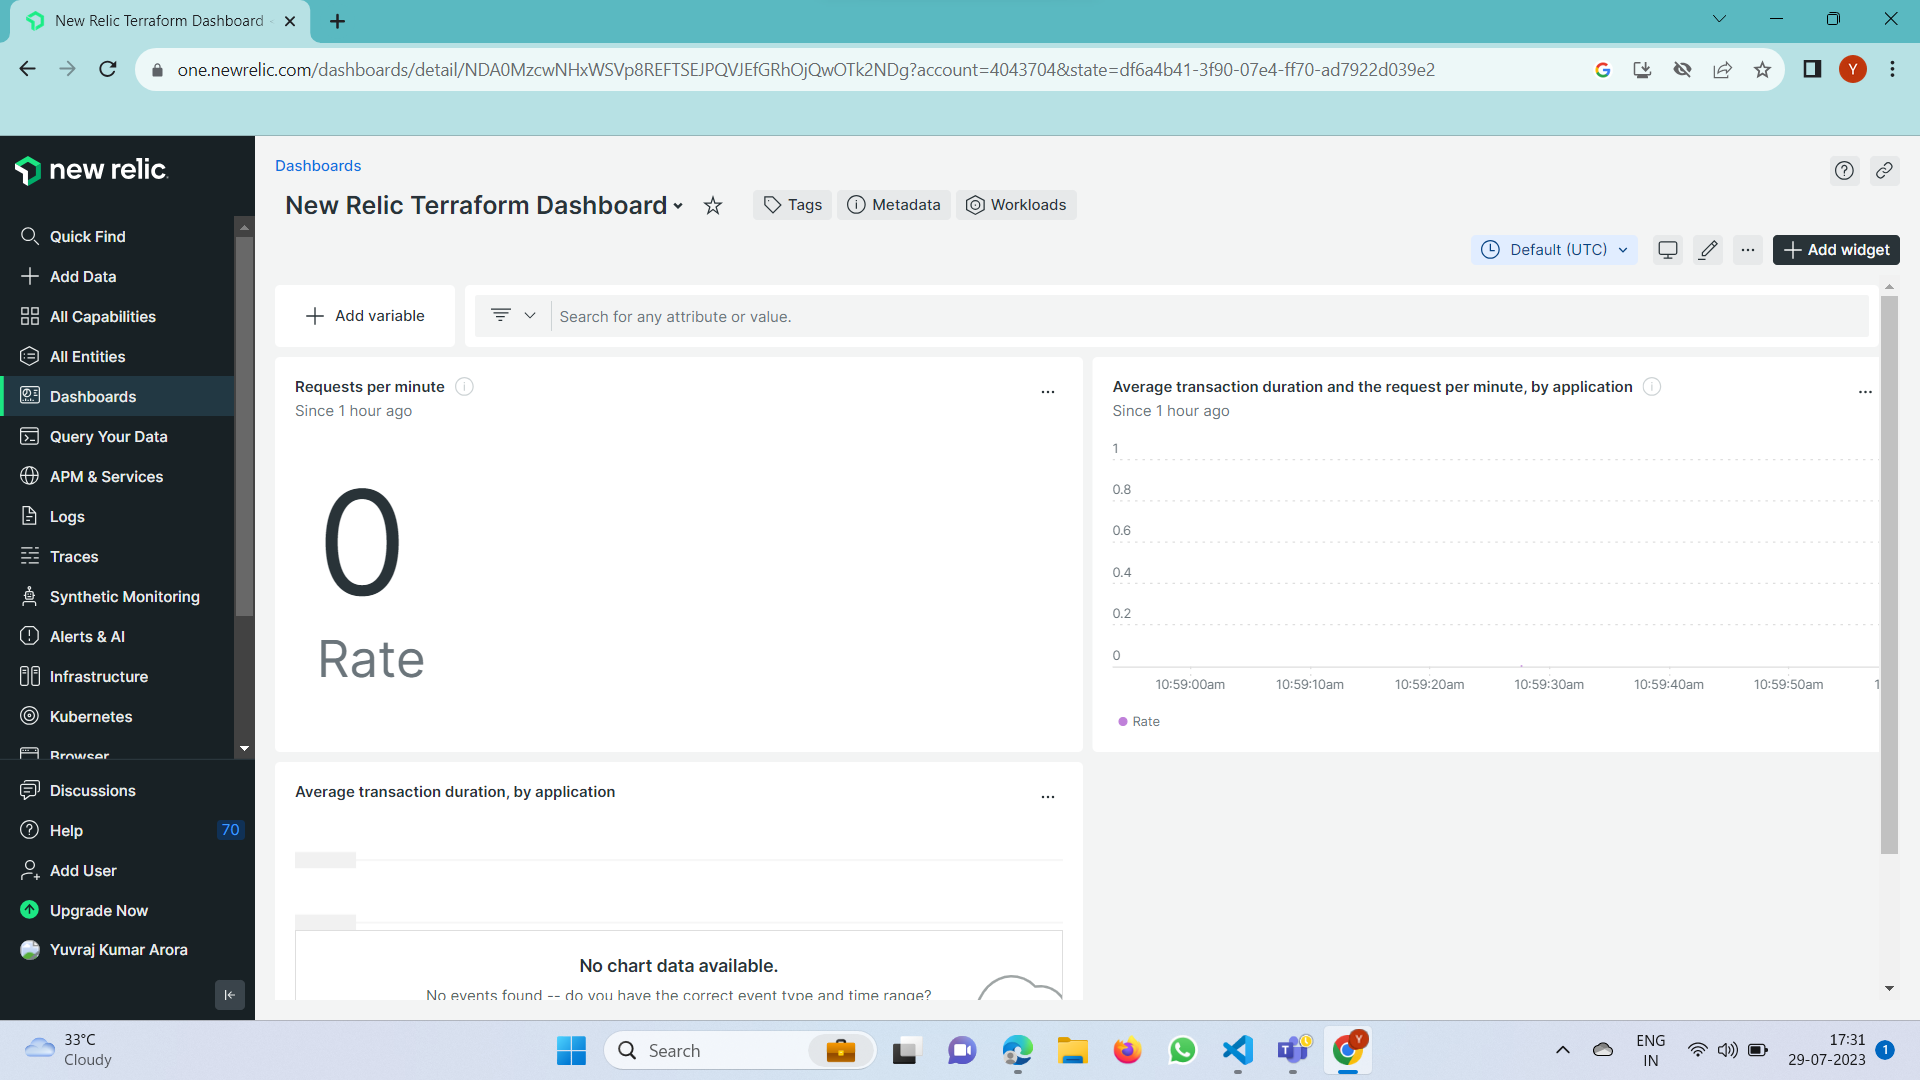 New Relic Terraform Dashboard
one.newrelic.com/dashboards/detail/NDA0MzcwNHxWSVp8REFTSEJPQVJEfGRhOjQwOTk2NDg?account=4043704&state=df6a4b41-3f90-07e4-ff70-ad7922d039e2
Y
new relic
Quick Find
Add Data
All Capabilities
All Entities
Dashboards
Query Your Data
APM & Services
Logs
Traces
Synthetic Monitoring
Alerts & AI
Infrastructure
Kubernetes
Browser
Discussions
Help 70
Add User
Upgrade Now
Yuvraj Kumar Arora
Dashboards
New Relic Terraform Dashboard
Tags
Metadata
Workloads
Default (UTC)
Add widget
Add variable
Search for any attribute or value.
Requests per minute
Since 1 hour ago
0
Rate
Average transaction duration and the request per minute, by application
Since 1 hour ago
1
0.8
0.6
0.4
0.2
0
10:59:00am 10:59:10am 10:59:20am 10:59:30am 10:59:40am 10:59:50am 1
Rate
Average transaction duration, by application
No chart data available.
No events found -- do you have the correct event type and time range?
33°C
Cloudy
Search
ENG
IN
17:31
29-07-2023
1